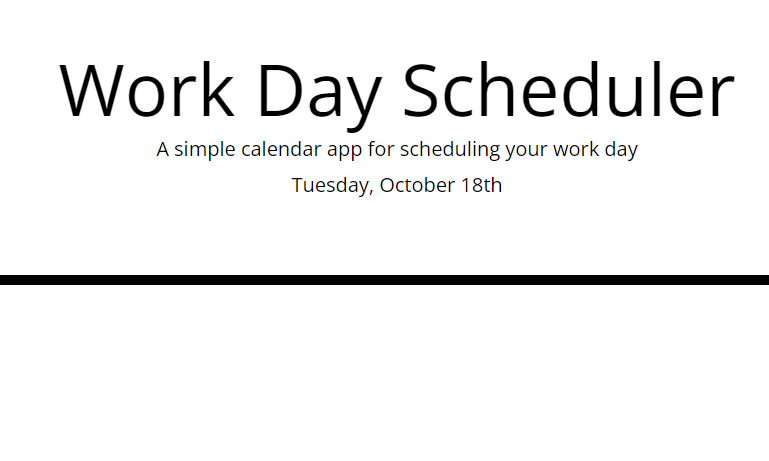 Work Day Scheduler
A simple calendar app for scheduling your work day
Tuesday, October 18th